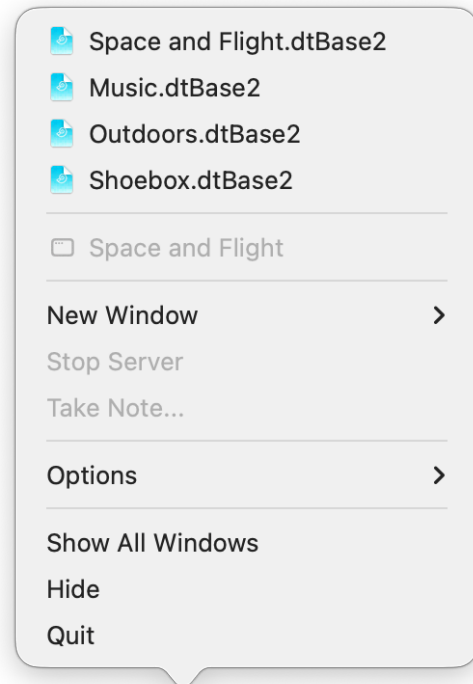 Space and Flight.dtBase2
Music.dtBase2
Outdoors.dtBase2
Shoebox.dtBase2
Space and Flight
New Window
Stop Server
Take Note...
Options
Show All Windows
Hide
Quit